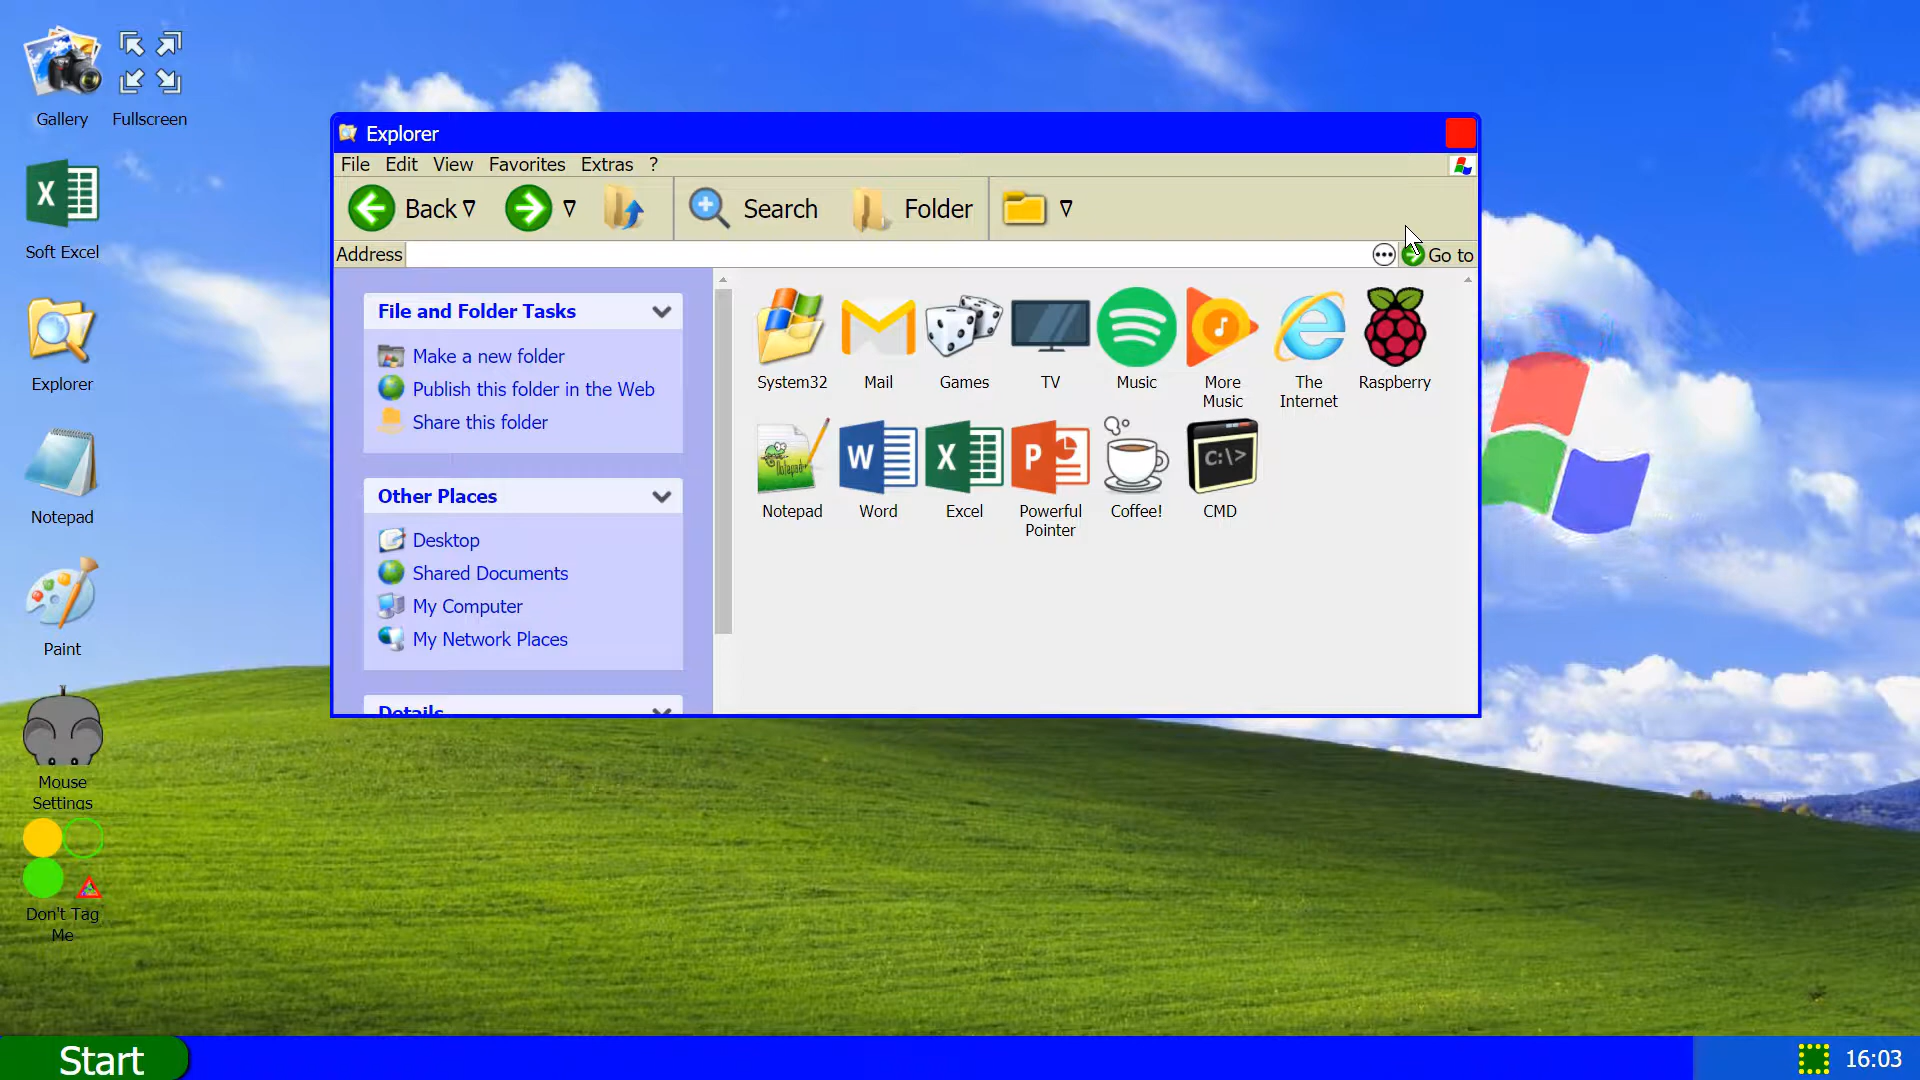 Gallery
Fullscreen
Soft Excel
Explorer
Notepad
Paint
Mouse
Settings
Don't Tag
Me
Explorer
File Edit View Favorites Extras ?
Back Search Folder
Address Go to
File and Folder Tasks
Make a new folder
Publish this folder in the Web
Share this folder
Other Places
Desktop
Shared Documents
My Computer
My Network Places
Details
System32 Mail Games TV Music More Music The Internet Raspberry
Notepad Word Excel Powerful Pointer Coffee! CMD
W X P C:\>
X
Notepad
Start
16:03